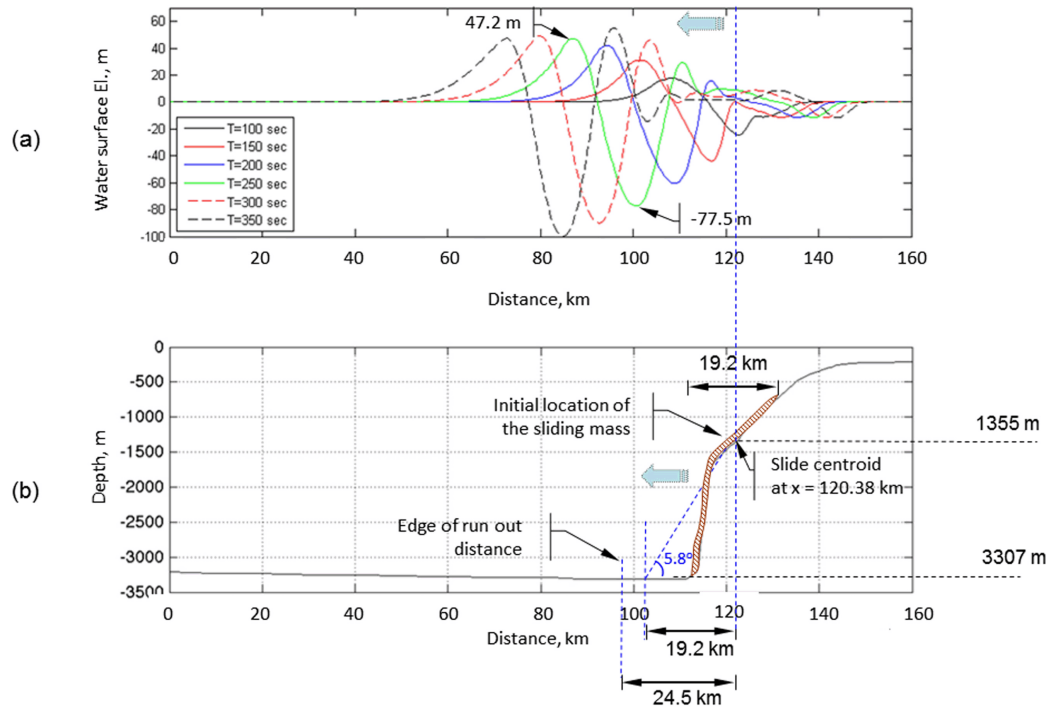 47.2 m
Water surface El., m
60
40
20
0
-20
-40
-60
-80
-100
(a)
T=100 sec
T=150 sec
T=200 sec
T=250 sec
T=300 sec
T=350 sec
-77.5 m
0 20 40 60 80 100 120 140 160
Distance, km
(b)
Depth, m
0
-500
-1000
-1500
-2000
-2500
-3000
-3500
19.2 km
Initial location of
the sliding mass
1355 m
Slide centroid
at x = 120.38 km
Edge of run out
distance
5.8°
3307 m
0 20 40 60 80 100 120 140 160
Distance, km
19.2 km
24.5 km